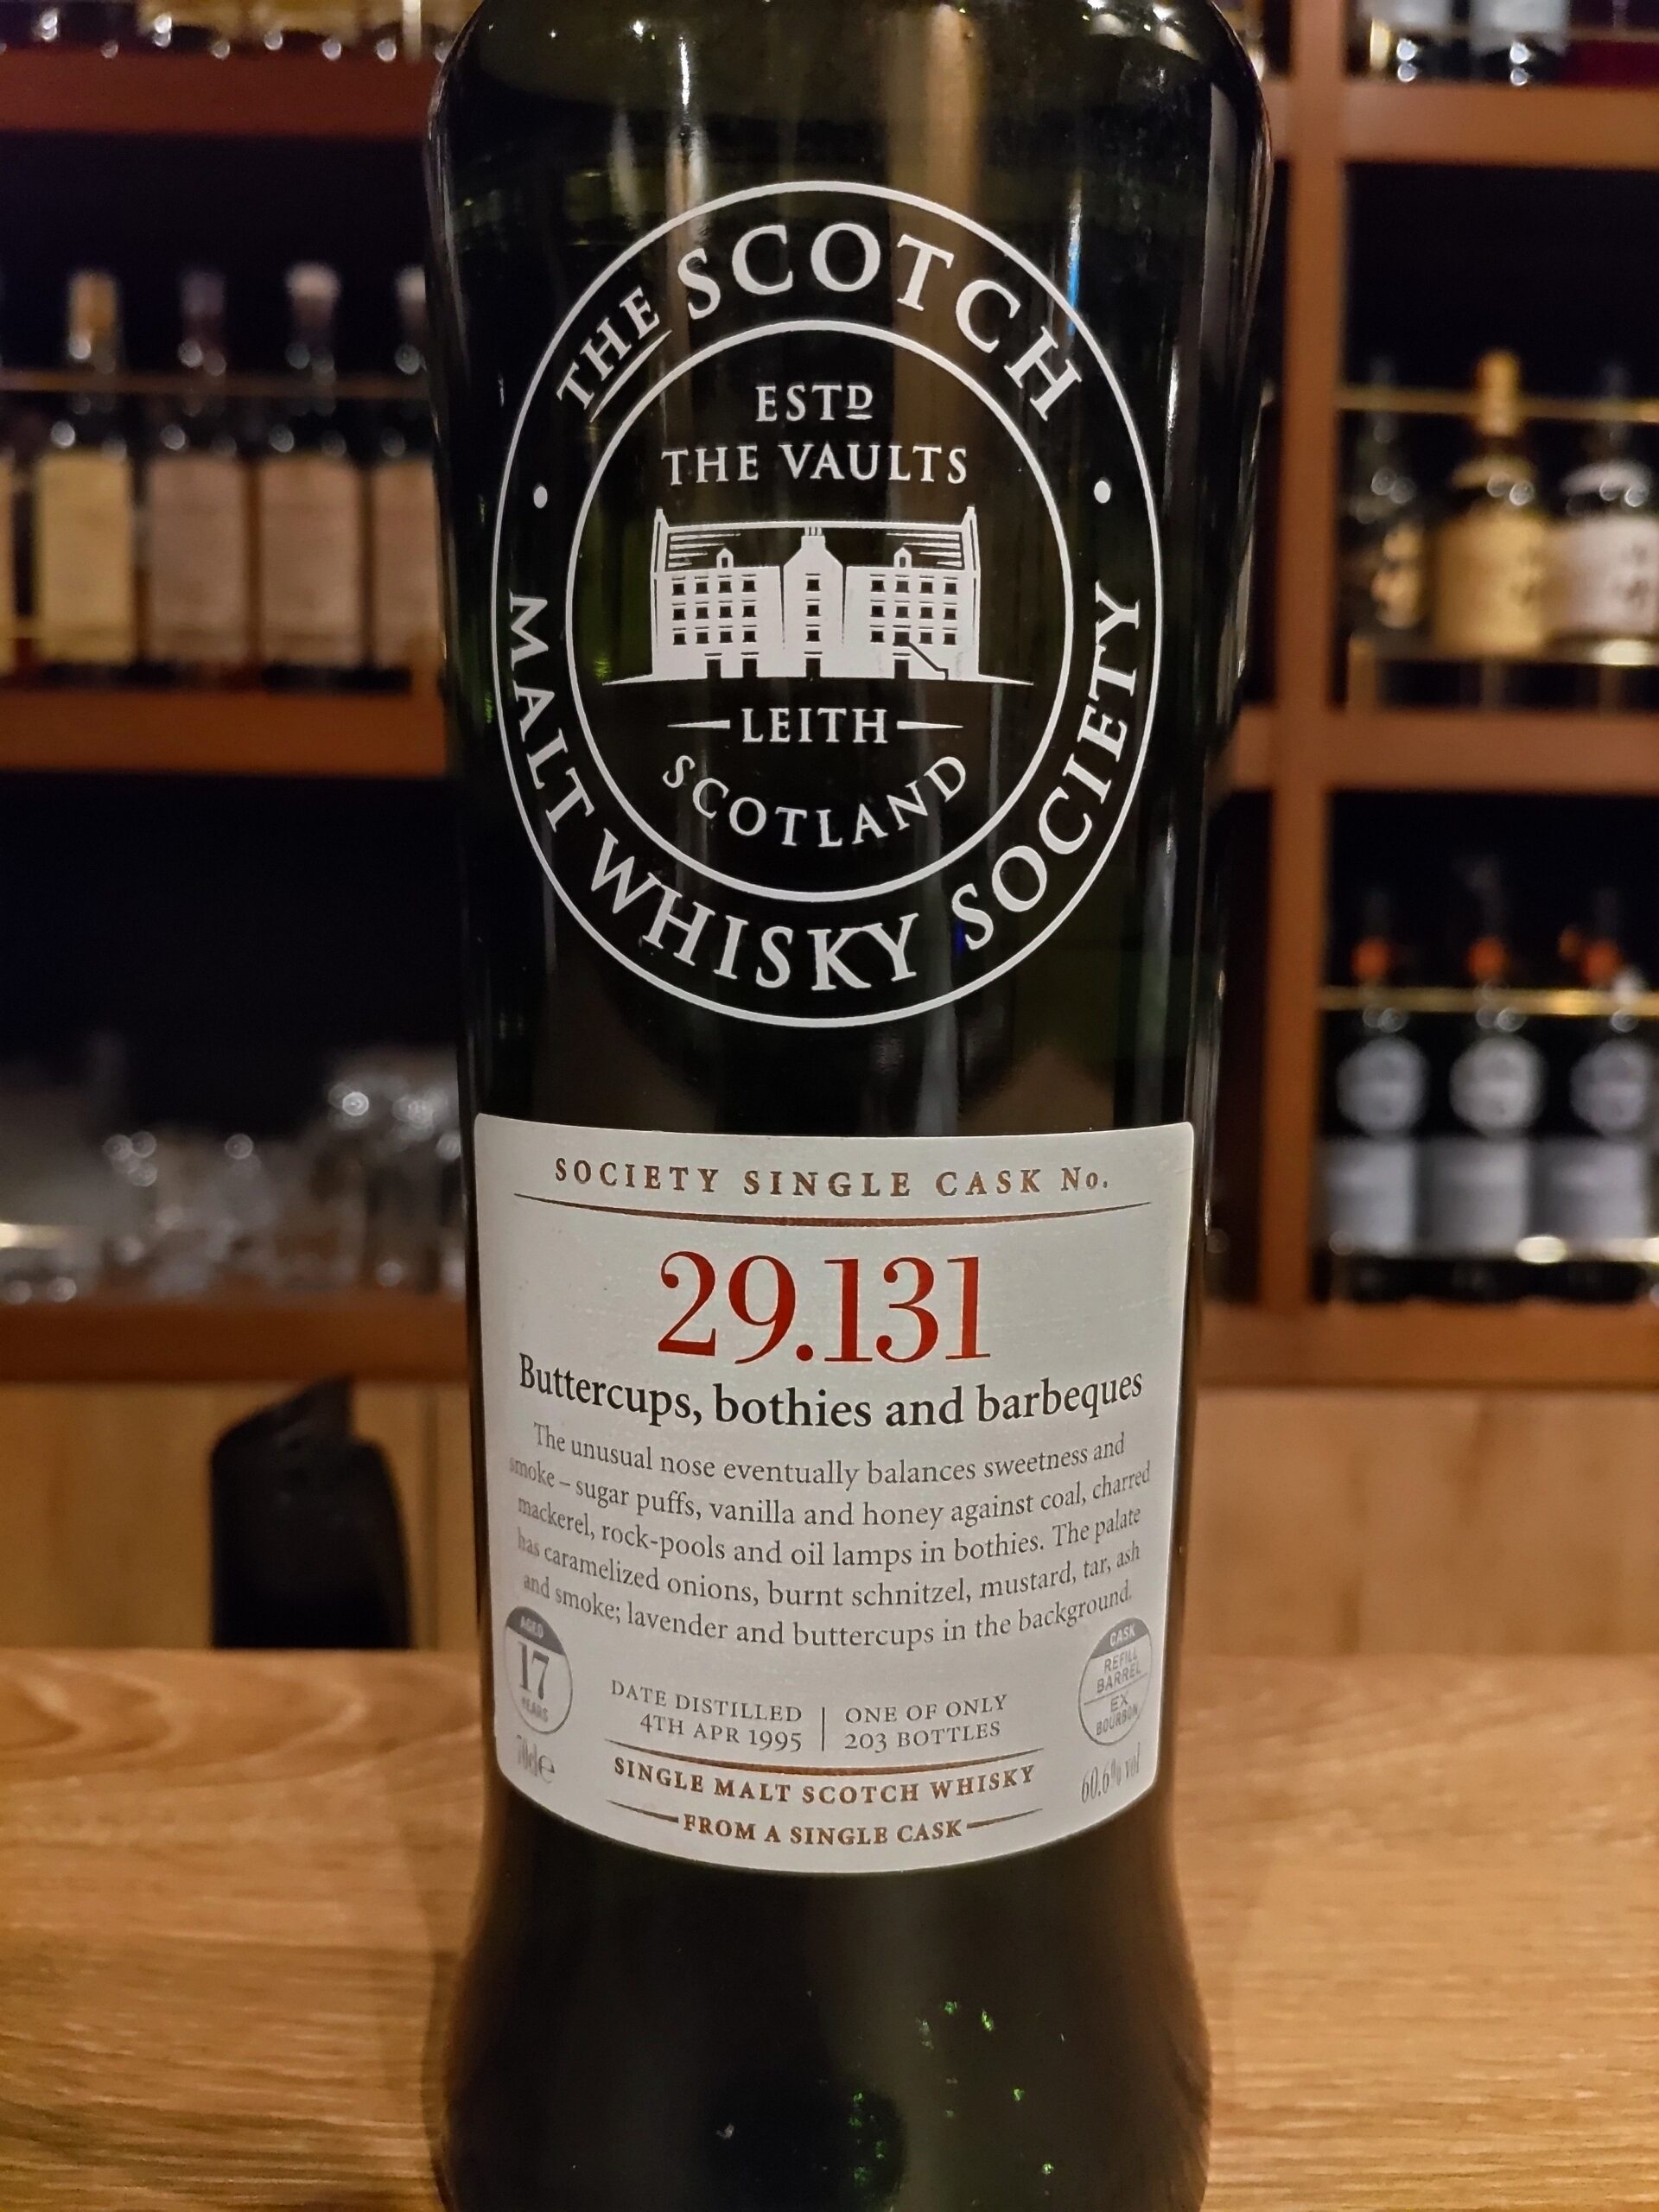 THE SCOTCH
MALT WHISKY SOCIETY
ESTD
THE VAULTS
LEITH
SCOTLAND
SOCIETY SINGLE CASK No.
29.131
Buttercups, bothies and barbeques
The unusual nose eventually balances sweetness and
smoke – sugar puffs, vanilla and honey against coal, charred
mackerel, rock-pools and oil lamps in bothies. The palate
has caramelized onions, burnt schnitzel, mustard, tar, ash
and smoke; lavender and buttercups in the background.
AGED
17
YEARS
DATE DISTILLED
4TH APR 1995
ONE OF ONLY
203 BOTTLES
CASK
REFILL
BARREL
EX
BOURBON
70cl e
SINGLE MALT SCOTCH WHISKY
FROM A SINGLE CASK
60.6% vol